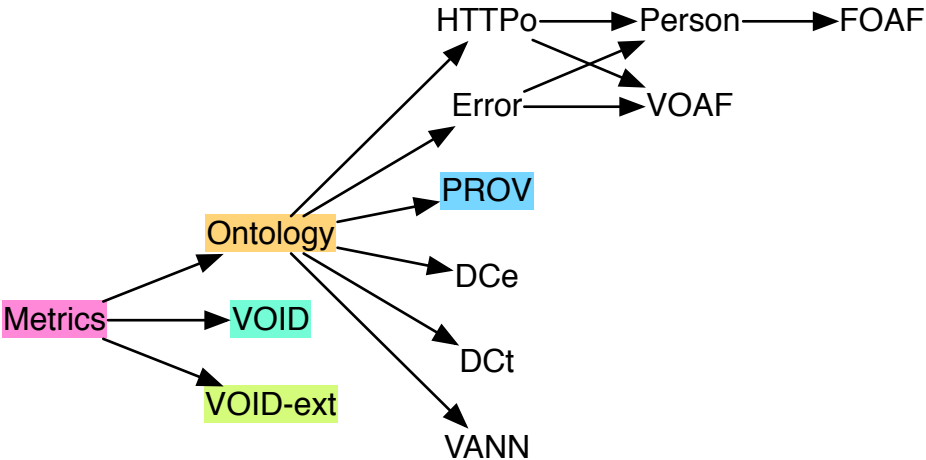 HTTPo
Person
FOAF
Error
VOAF
PROV
Ontology
DCe
Metrics
VOID
DCt
VOID-ext
VANN